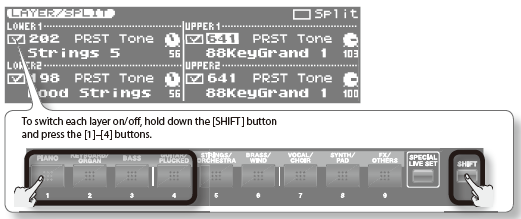 LAYER/SPLIT
Split
LOWER1
UPPER1
202 PRST Tone
641 PRST Tone
Strings 5 56
88KeyGrand 1 103
LOWER2
UPPER2
198 PRST Tone
641 PRST Tone
Mood Strings 56
88KeyGrand 1 100
To switch each layer on/off, hold down the [SHIFT] button
and press the [1]–[4] buttons.
PIANO KEYBOARD/ORGAN BASS GUITAR/PLUCKED STRINGS/ORCHESTRA BRASS/WIND VOCAL/CHOIR SYNTH/PAD FX/OTHERS SPECIAL LIVE SET SHIFT
1 2 3 4 5 6 7 8 9